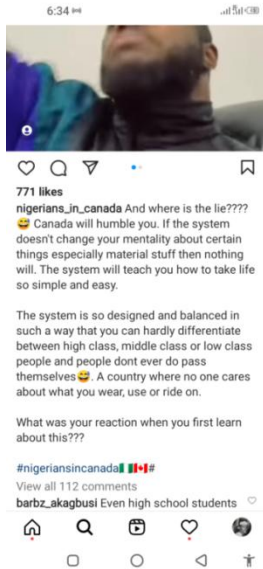 6:34
771 likes
nigerians_in_canada And where is the lie????
😅 Canada will humble you. If the system
doesn't change your mentality about certain
things especially material stuff then nothing
will. The system will teach you how to take life
so simple and easy.
The system is so designed and balanced in
such a way that you can hardly differentiate
between high class, middle class or low class
people and people dont ever do pass
themselves😅. A country where no one cares
about what you wear, use or ride on.
What was your reaction when you first learn
about this???
#nigeriansincanada🇳🇬🇨🇦#
View all 112 comments
barbz_akagbusi Even high school students